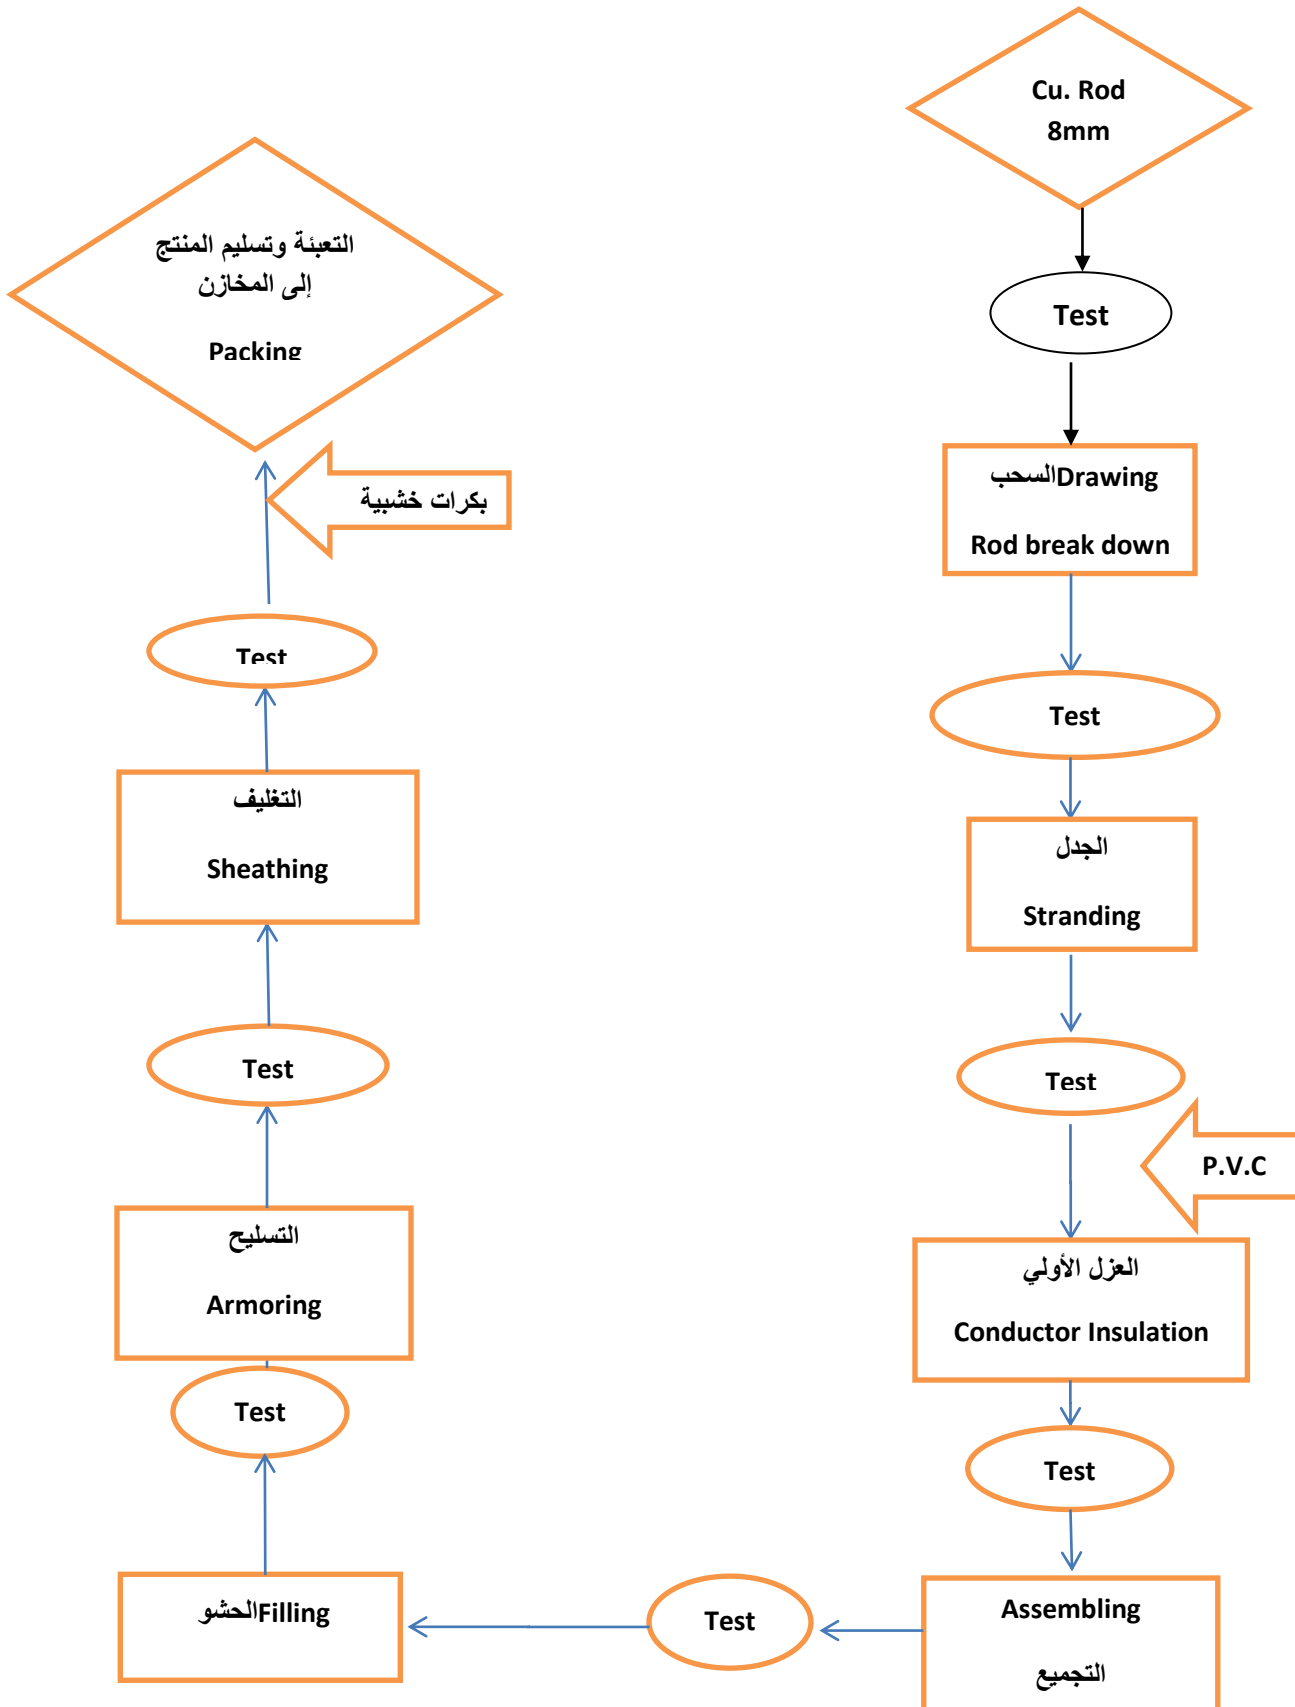 Cu. Rod
8mm
Test
السحبDrawing
Rod break down
Test
الجدل
Stranding
Test
P.V.C
العزل الأولي
Conductor Insulation
Test
Assembling
التجميع
Test
الحشوFilling
Test
التسليح
Armoring
Test
التغليف
Sheathing
Test
بكرات خشبية
التعبئة وتسليم المنتج
إلى المخازن
Packing